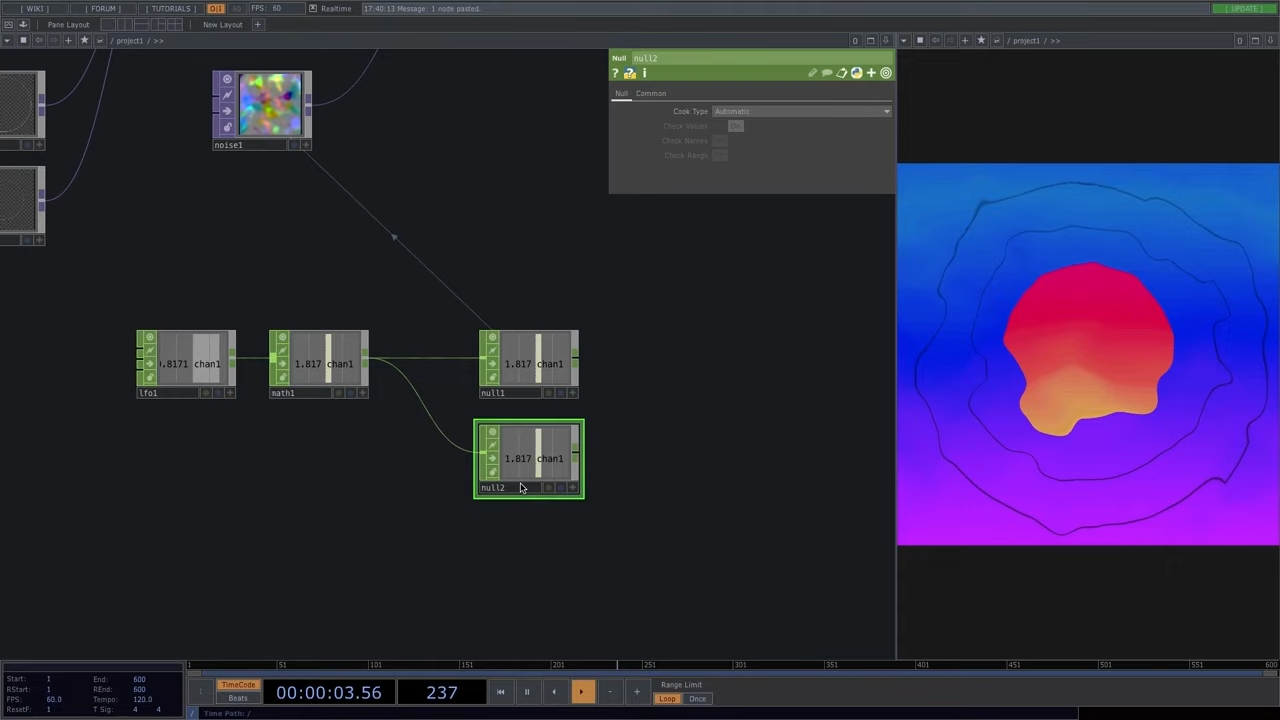 [ WIKI ] [ FORUM ] [ TUTORIALS ] O|I FPS: 60 Realtime 17:40:13 Message: 1 node pasted. [ UPDATE ]
Pane Layout New Layout +
/ project1 / >> 0 / project1 / >> 0
Null null2
? i
Null Common
Cook Type Automatic
Check Values On
Check Names
Check Range
noise1
0.8171 chan1
lfo1
1.817 chan1
math1
1.817 chan1
null1
1.817 chan1
null2
1 51 101 151 201 251 301 351 401 451 501 551 600
Start: 1 End: 600
RStart: 1 REnd: 600
FPS: 60.0 Tempo: 120.0
ResetF: 1 T Sig: 4 4
TimeCode
Beats
00:00:03.56
237
- +
Range Limit
Loop Once
/ Time Path: /